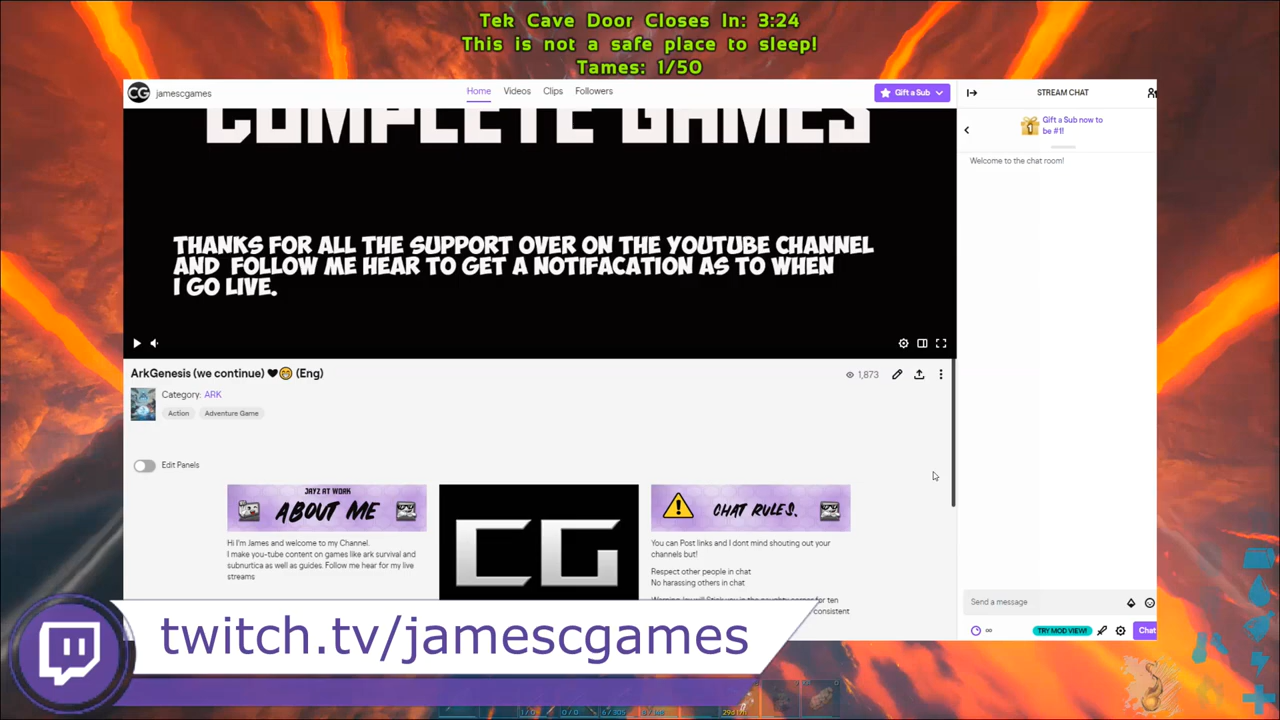 Tek Cave Door Closes In: 3:24
This is not a safe place to sleep!
Tames: 1/50
CG jamescgames
Home Videos Clips Followers
Gift a Sub
STREAM CHAT
COMPLETE GAMES
Gift a Sub now to
be #1!
Welcome to the chat room!
THANKS FOR ALL THE SUPPORT OVER ON THE YOUTUBE CHANNEL
AND FOLLOW ME HEAR TO GET A NOTIFACATION AS TO WHEN
I GO LIVE.
ArkGenesis (we continue) 🖤😁 (Eng)
1,873
Category: ARK
Action Adventure Game
Edit Panels
JAYZ AT WORK
ABOUT ME
CG
CHAT RULES.
Hi I'm James and welcome to my Channel.
I make you-tube content on games like ark survival and
subnurtica as well as guides. Follow me hear for my live
streams
You can Post links and I dont mind shouting out your
channels but!
Respect other people in chat
No harassing others in chat
consistent
Send a message
TRY MOD VIEW!
Chat
twitch.tv/jamescgames